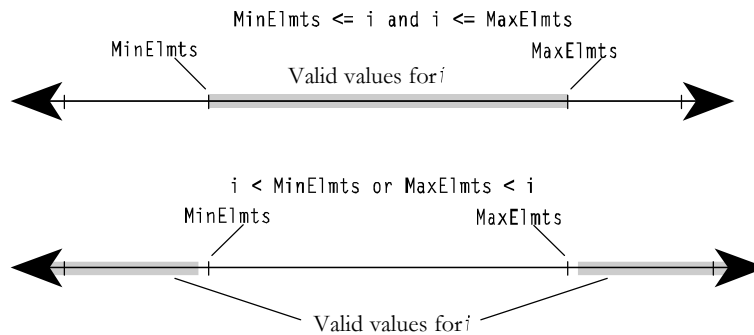 MinElmts <= i and i <= MaxElmts
MinElmts
MaxElmts
Valid values for i
i < MinElmts or MaxElmts < i
MinElmts
MaxElmts
Valid values for i